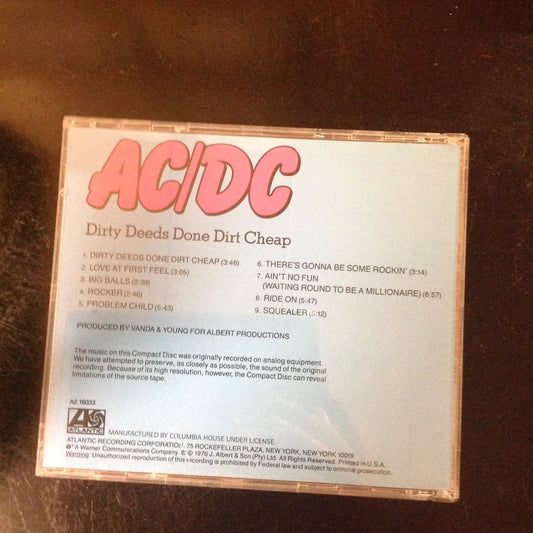 AC/DC
Dirty Deeds Done Dirt Cheap
1. DIRTY DEEDS DONE DIRT CHEAP (3:46)
2. LOVE AT FIRST FEEL (3:05)
3. BIG BALLS (2:39)
4. ROCKER (2:46)
5. PROBLEM CHILD (5:43)
6. THERE'S GONNA BE SOME ROCKIN' (3:14)
7. AIN'T NO FUN
(WAITING ROUND TO BE A MILLIONAIRE) (6:57)
8. RIDE ON (5:47)
9. SQUEALER (5:12)
PRODUCED BY VANDA & YOUNG FOR ALBERT PRODUCTIONS
The music on this Compact Disc was originally recorded on analog equipment.
We have attempted to preserve, as closely as possible, the sound of the original
recording. Because of its high resolution, however, the Compact Disc can reveal
limitations of the source tape.
A2 16033
ATLANTIC
MANUFACTURED BY COLUMBIA HOUSE UNDER LICENSE.
ATLANTIC RECORDING CORPORATION, 75 ROCKEFELLER PLAZA, NEW YORK, NEW YORK 10019
A Warner Communications Company. ℗ © 1976 J. Albert & Son (Pty) Ltd. All Rights Reserved. Printed in U.S.A.
Warning: Unauthorized reproduction of this recording is prohibited by Federal law and subject to criminal prosecution.